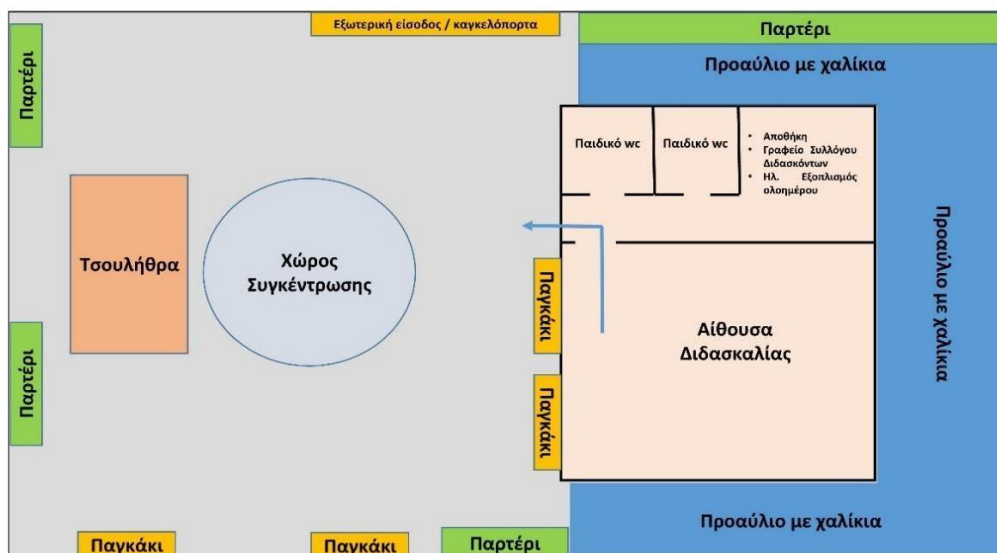 Εξωτερική είσοδος / καγκελόπορτα
Παρτέρι
Προαύλιο με χαλίκια
Παρτέρι
Παιδικό wc
Παιδικό wc
• Αποθήκη
• Γραφείο Συλλόγου
Διδασκόντων
• Ηλ. Εξοπλισμός
ολοημέρου
Τσουλήθρα
Χώρος
Συγκέντρωσης
Παγκάκι
Αίθουσα
Διδασκαλίας
Προαύλιο με χαλίκια
Παρτέρι
Παγκάκι
Προαύλιο με χαλίκια
Παγκάκι
Παγκάκι
Παρτέρι